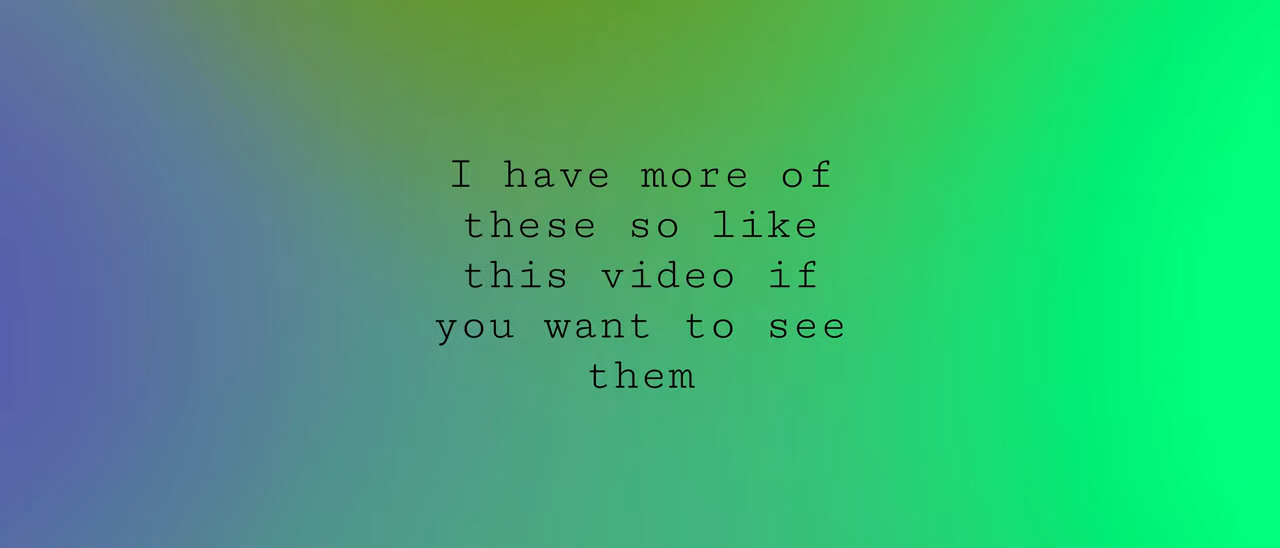 I have more of
these so like
this video if
you want to see
them